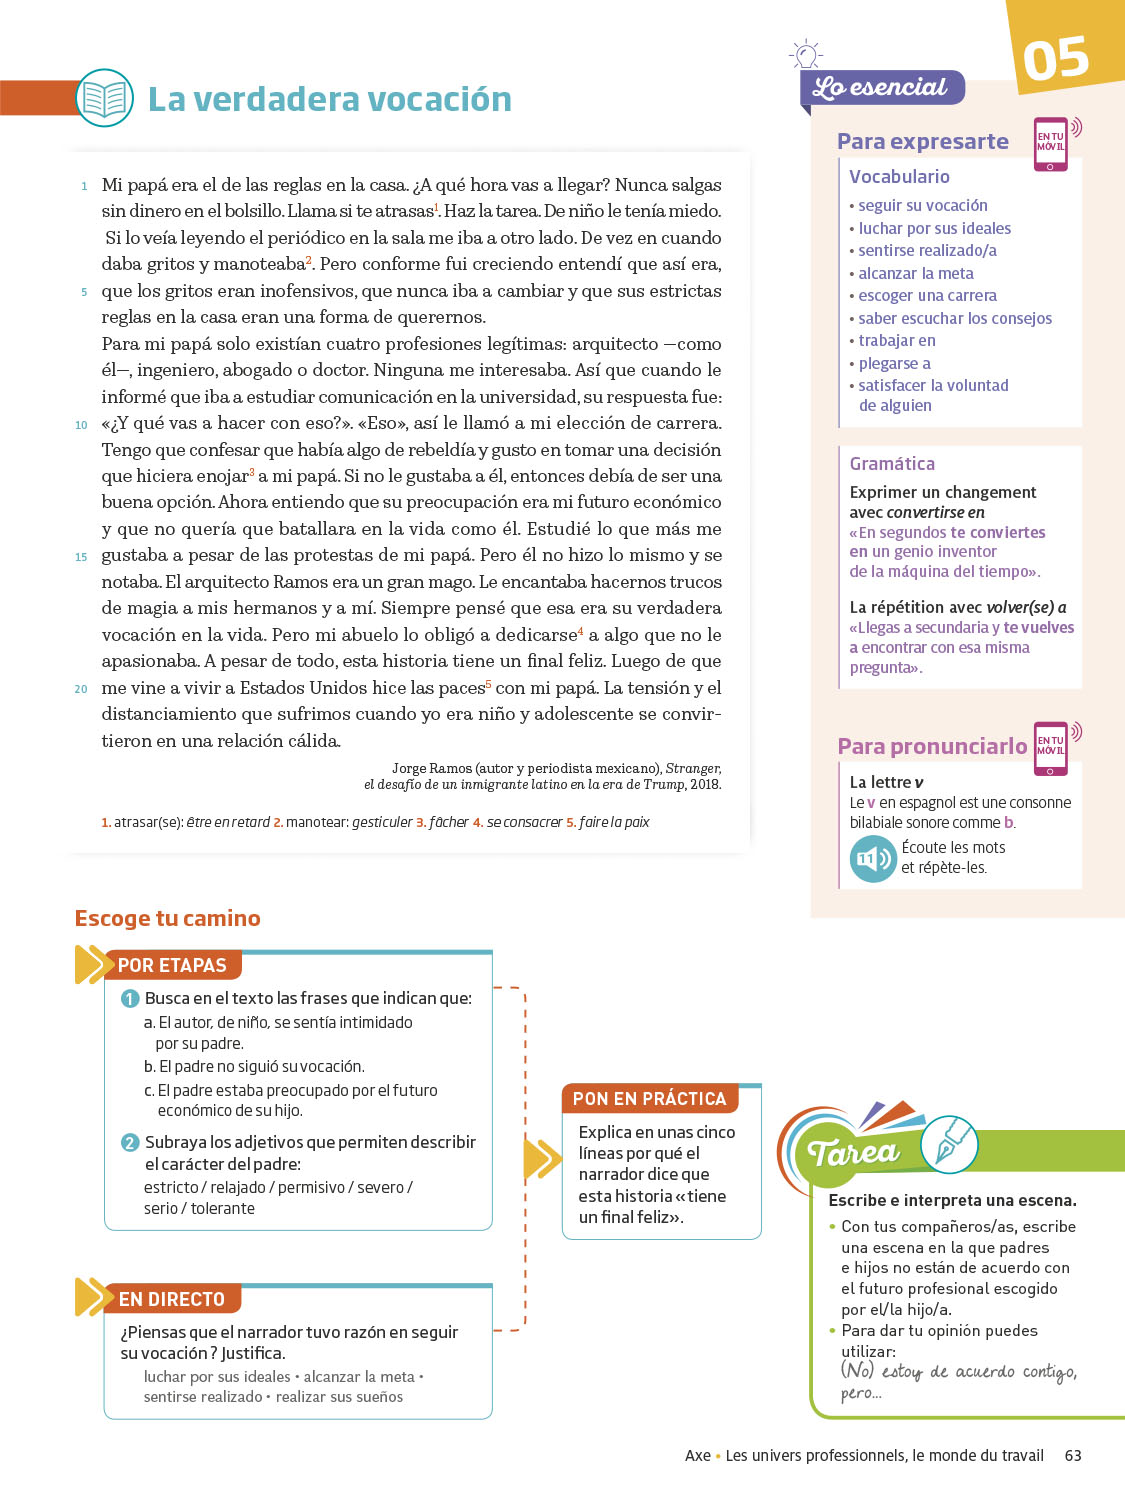 05
La verdadera vocación
1 Mi papá era el de las reglas en la casa. ¿A qué hora vas a llegar? Nunca salgas
sin dinero en el bolsillo. Llama si te atrasas1. Haz la tarea. De niño le tenía miedo.
Si lo veía leyendo el periódico en la sala me iba a otro lado. De vez en cuando
daba gritos y manoteaba2. Pero conforme fui creciendo entendí que así era,
5 que los gritos eran inofensivos, que nunca iba a cambiar y que sus estrictas
reglas en la casa eran una forma de querernos.
Para mi papá solo existían cuatro profesiones legítimas: arquitecto —como
él—, ingeniero, abogado o doctor. Ninguna me interesaba. Así que cuando le
informé que iba a estudiar comunicación en la universidad, su respuesta fue:
10 «¿Y qué vas a hacer con eso?». «Eso», así le llamó a mi elección de carrera.
Tengo que confesar que había algo de rebeldía y gusto en tomar una decisión
que hiciera enojar3 a mi papá. Si no le gustaba a él, entonces debía de ser una
buena opción. Ahora entiendo que su preocupación era mi futuro económico
y que no quería que batallara en la vida como él. Estudié lo que más me
15 gustaba a pesar de las protestas de mi papá. Pero él no hizo lo mismo y se
notaba. El arquitecto Ramos era un gran mago. Le encantaba hacernos trucos
de magia a mis hermanos y a mí. Siempre pensé que esa era su verdadera
vocación en la vida. Pero mi abuelo lo obligó a dedicarse4 a algo que no le
apasionaba. A pesar de todo, esta historia tiene un final feliz. Luego de que
20 me vine a vivir a Estados Unidos hice las paces5 con mi papá. La tensión y el
distanciamiento que sufrimos cuando yo era niño y adolescente se convir-
tieron en una relación cálida.
Jorge Ramos (autor y periodista mexicano), Stranger,
el desafío de un inmigrante latino en la era de Trump, 2018.
1. atrasar(se): être en retard 2. manotear: gesticuler 3. fâcher 4. se consacrer 5. faire la paix
Lo esencial
Para expresarte
EN TU
MÓVIL
Vocabulario
• seguir su vocación
• luchar por sus ideales
• sentirse realizado/a
• alcanzar la meta
• escoger una carrera
• saber escuchar los consejos
• trabajar en
• plegarse a
• satisfacer la voluntad
de alguien
Gramática
Exprimer un changement
avec convertirse en
«En segundos te conviertes
en un genio inventor
de la máquina del tiempo».
La répétition avec volver(se) a
«Llegas a secundaria y te vuelves
a encontrar con esa misma
pregunta».
Para pronunciarlo
EN TU
MÓVIL
La lettre v
Le v en espagnol est une consonne
bilabiale sonore comme b.
11
Écoute les mots
et répète-les.
Escoge tu camino
POR ETAPAS
1 Busca en el texto las frases que indican que:
a. El autor, de niño, se sentía intimidado
por su padre.
b. El padre no siguió su vocación.
c. El padre estaba preocupado por el futuro
económico de su hijo.
2 Subraya los adjetivos que permiten describir
el carácter del padre:
estricto / relajado / permisivo / severo /
serio / tolerante
EN DIRECTO
¿Piensas que el narrador tuvo razón en seguir
su vocación ? Justifica.
luchar por sus ideales • alcanzar la meta •
sentirse realizado • realizar sus sueños
PON EN PRÁCTICA
Explica en unas cinco
líneas por qué el
narrador dice que
esta historia «tiene
un final feliz».
Tarea
Escribe e interpreta una escena.
• Con tus compañeros/as, escribe
una escena en la que padres
e hijos no están de acuerdo con
el futuro profesional escogido
por el/la hijo/a.
• Para dar tu opinión puedes
utilizar:
(No) estoy de acuerdo contigo,
pero...
Axe • Les univers professionnels, le monde du travail 63